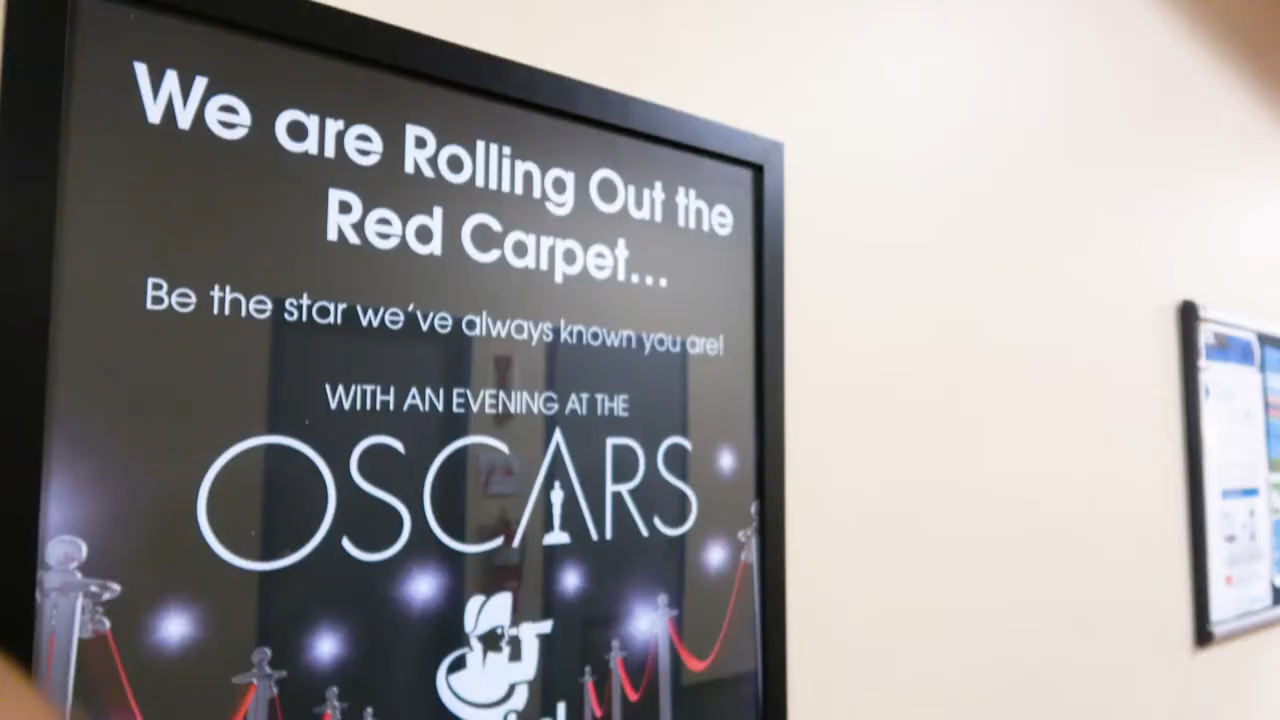 We are Rolling Out the
Red Carpet...
Be the star we've always known you are!
WITH AN EVENING AT THE
OSCARS